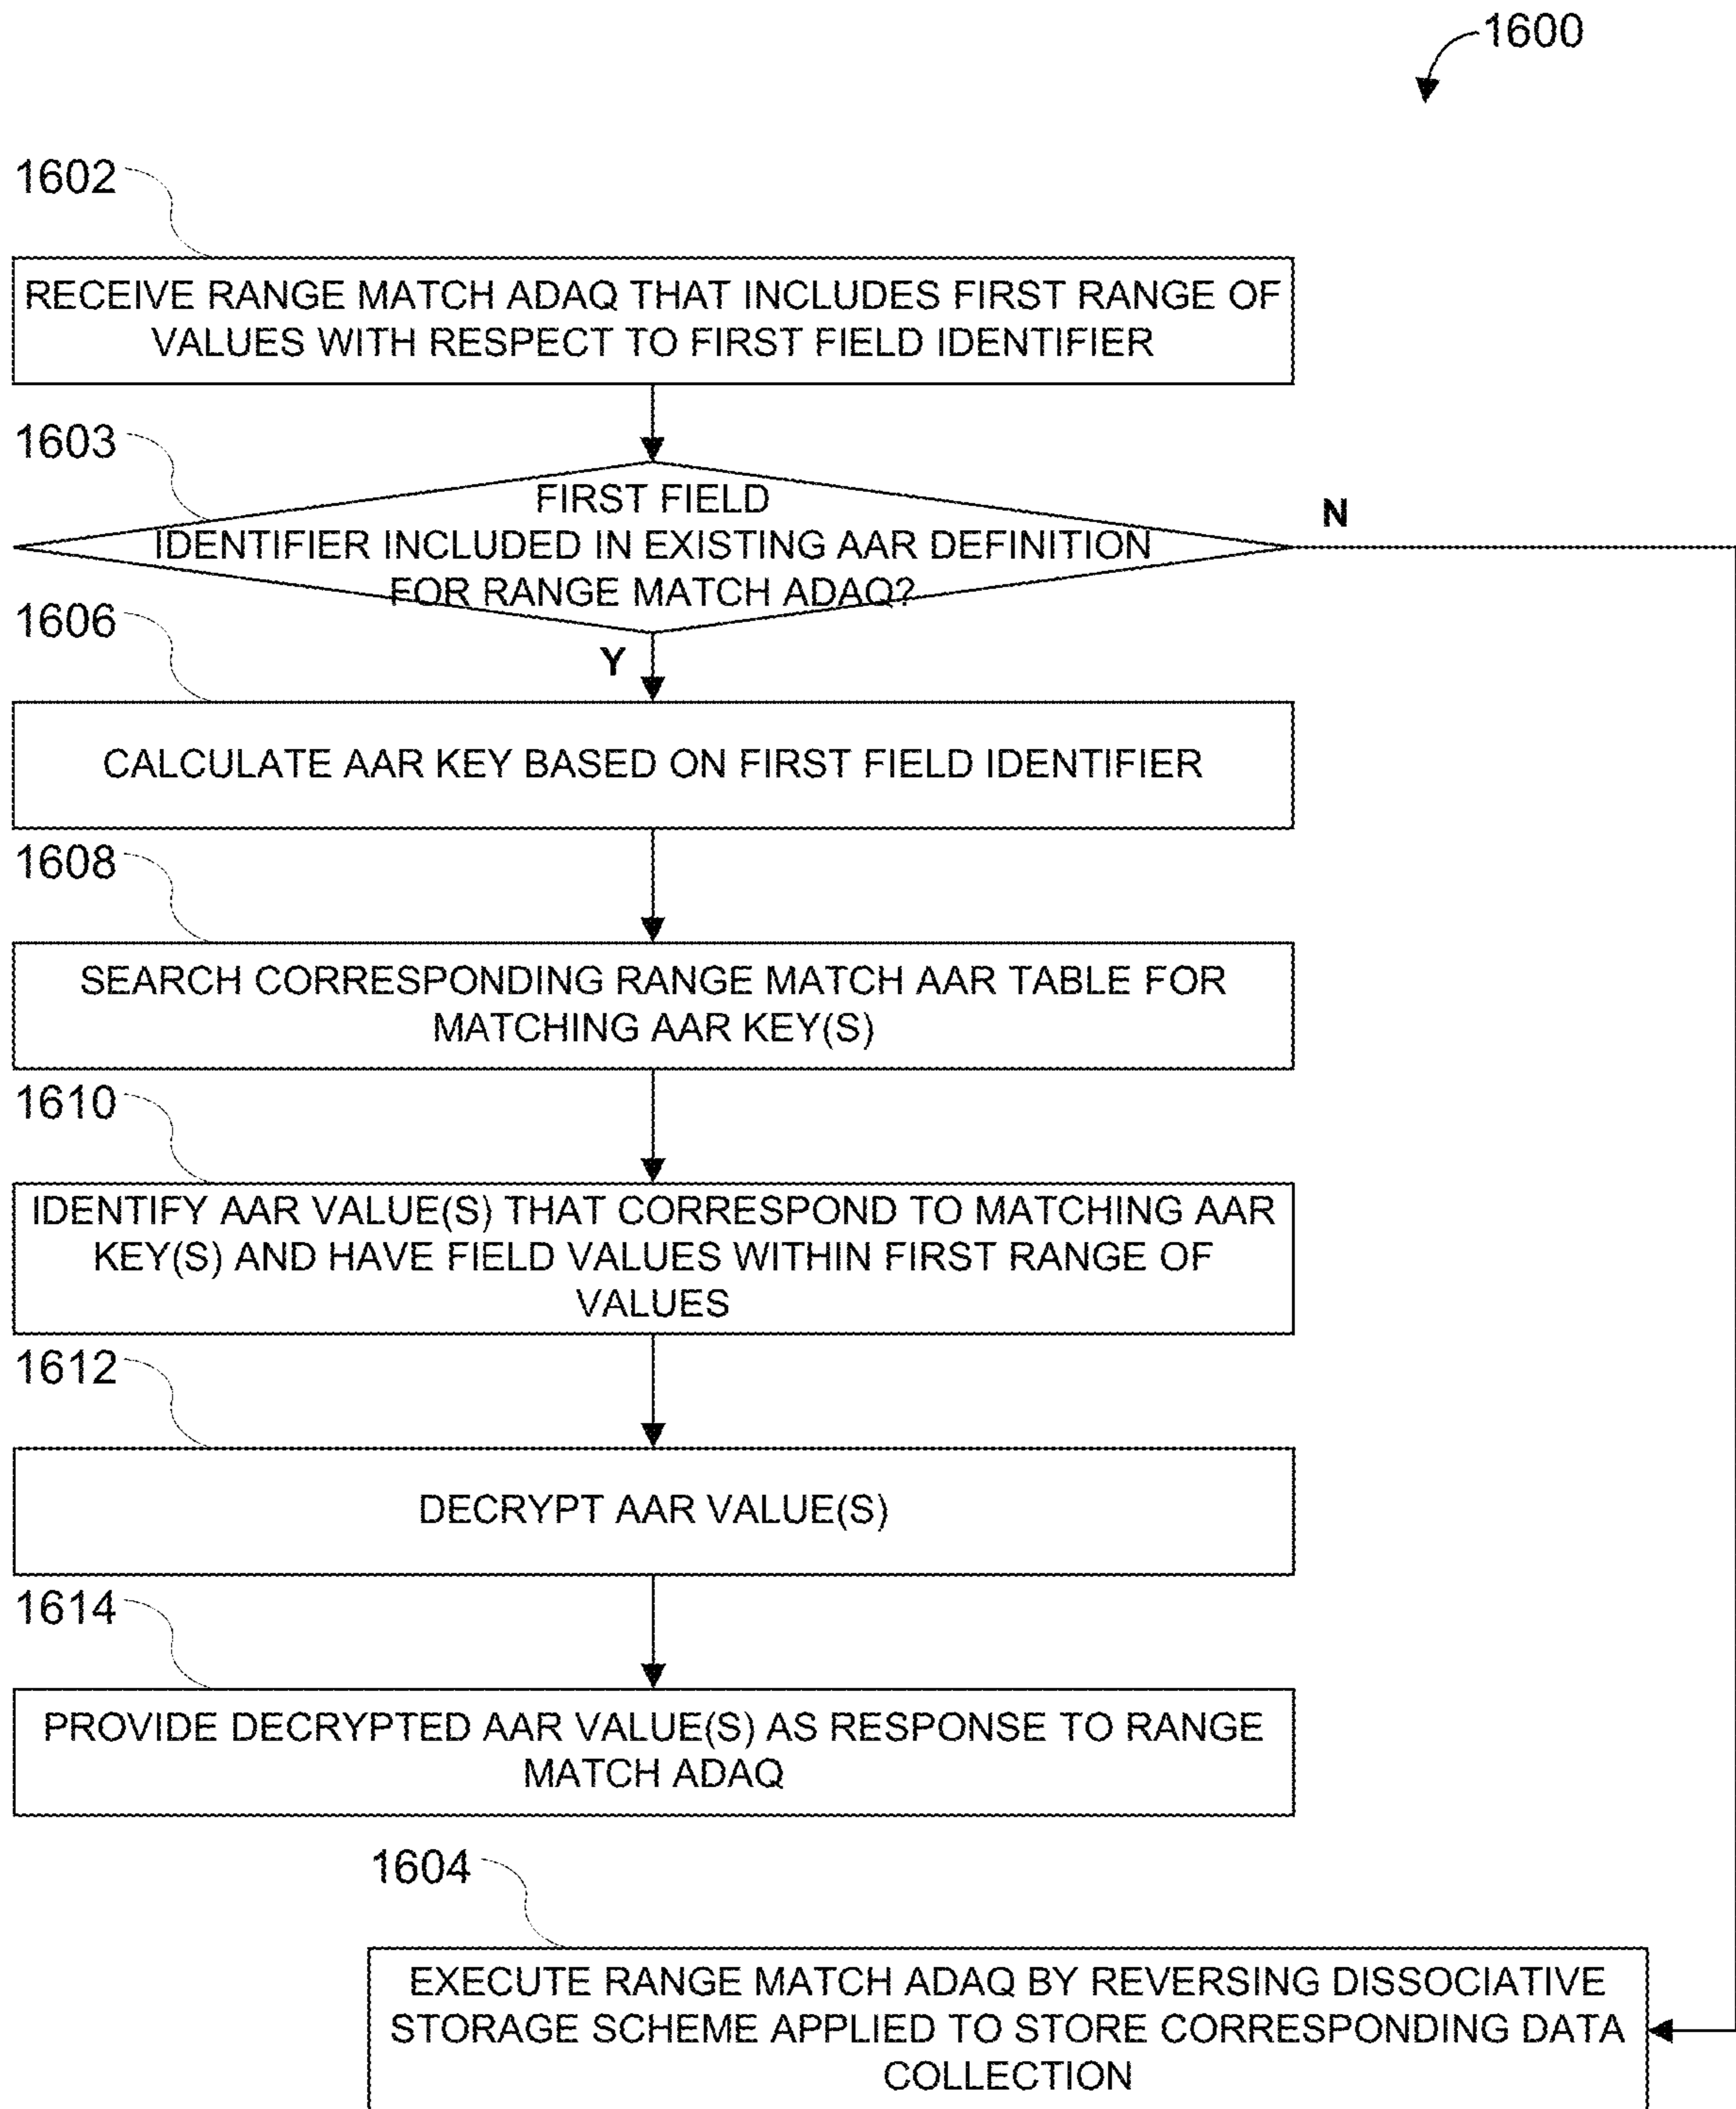 1600
1602
RECEIVE RANGE MATCH ADAQ THAT INCLUDES FIRST RANGE OF
VALUES WITH RESPECT TO FIRST FIELD IDENTIFIER
1603
FIRST FIELD
IDENTIFIER INCLUDED IN EXISTING AAR DEFINITION
FOR RANGE MATCH ADAQ?
N
Y
1606
CALCULATE AAR KEY BASED ON FIRST FIELD IDENTIFIER
1608
SEARCH CORRESPONDING RANGE MATCH AAR TABLE FOR
MATCHING AAR KEY(S)
1610
IDENTIFY AAR VALUE(S) THAT CORRESPOND TO MATCHING AAR
KEY(S) AND HAVE FIELD VALUES WITHIN FIRST RANGE OF
VALUES
1612
DECRYPT AAR VALUE(S)
1614
PROVIDE DECRYPTED AAR VALUE(S) AS RESPONSE TO RANGE
MATCH ADAQ
1604
EXECUTE RANGE MATCH ADAQ BY REVERSING DISSOCIATIVE
STORAGE SCHEME APPLIED TO STORE CORRESPONDING DATA
COLLECTION